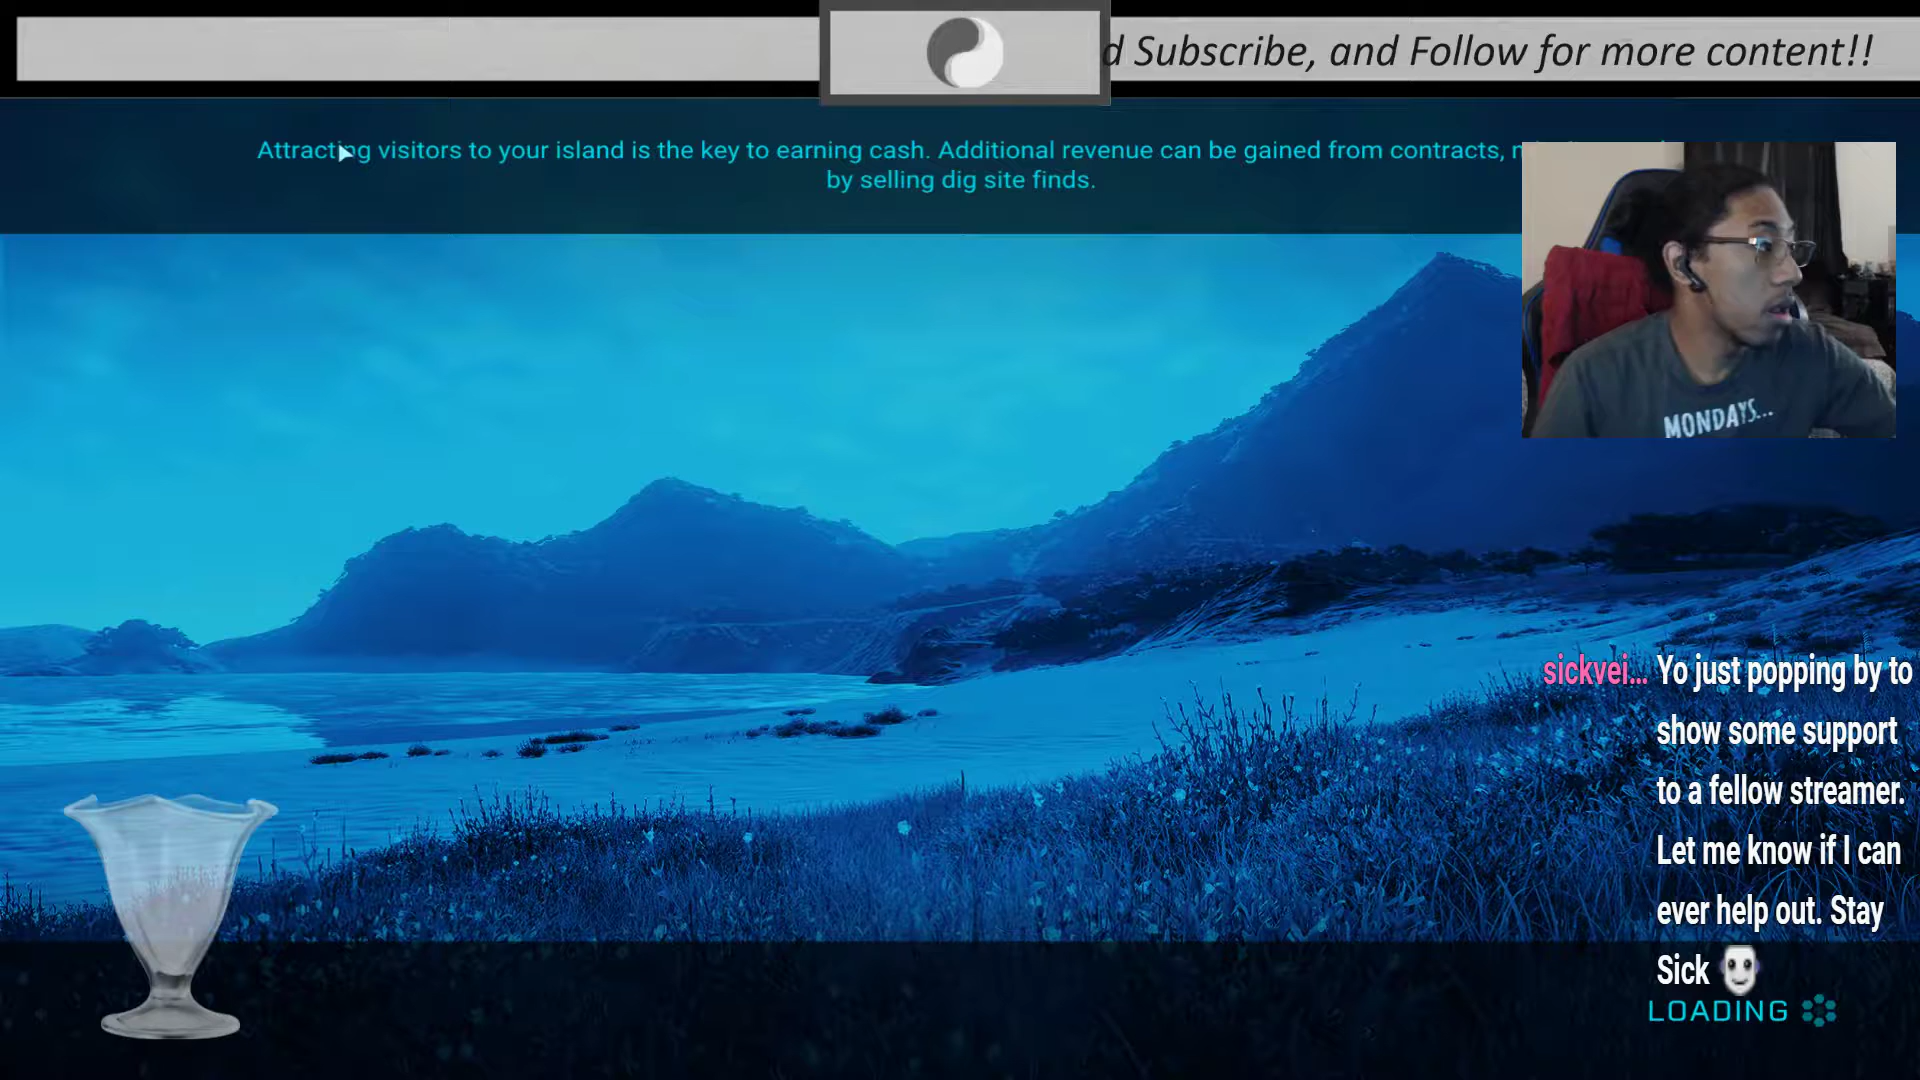 d Subscribe, and Follow for more content!!
Attracting visitors to your island is the key to earning cash. Additional revenue can be gained from contracts,
by selling dig site finds.
MONDAYS...
sickvei... Yo just popping by to
show some support
to a fellow streamer.
Let me know if I can
ever help out. Stay
Sick
LOADING